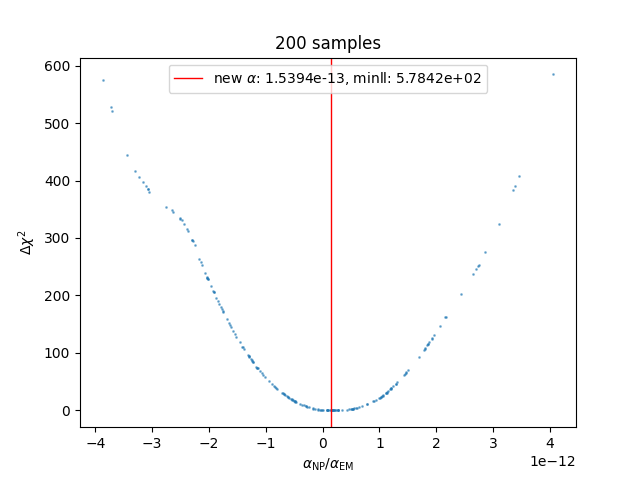 200 samples
new α: 1.5394e-13, minll: 5.7842e+02
Δχ²
600
500
400
300
200
100
0
−4 −3 −2 −1 0 1 2 3 4
1e−12
α_NP/α_EM